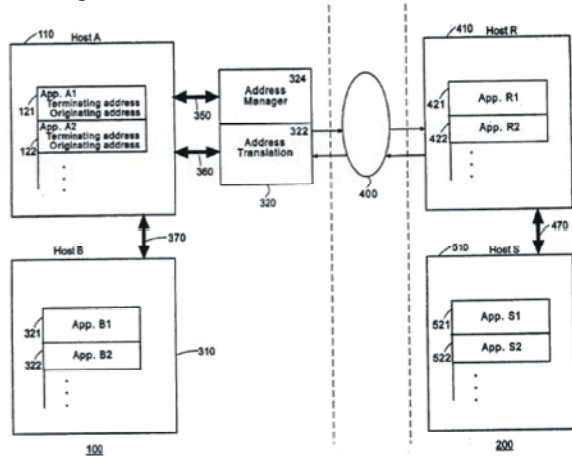 110
Host A
App. A1
Terminating address
Originating address
121
App. A2
Terminating address
Originating address
122
350
360
Address
Manager
324
322
Address
Translation
320
400
410
Host R
421
App. R1
422
App. R2
370
470
Host B
321
App. B1
322
App. B2
310
100
510
Host S
521
App. S1
522
App. S2
200